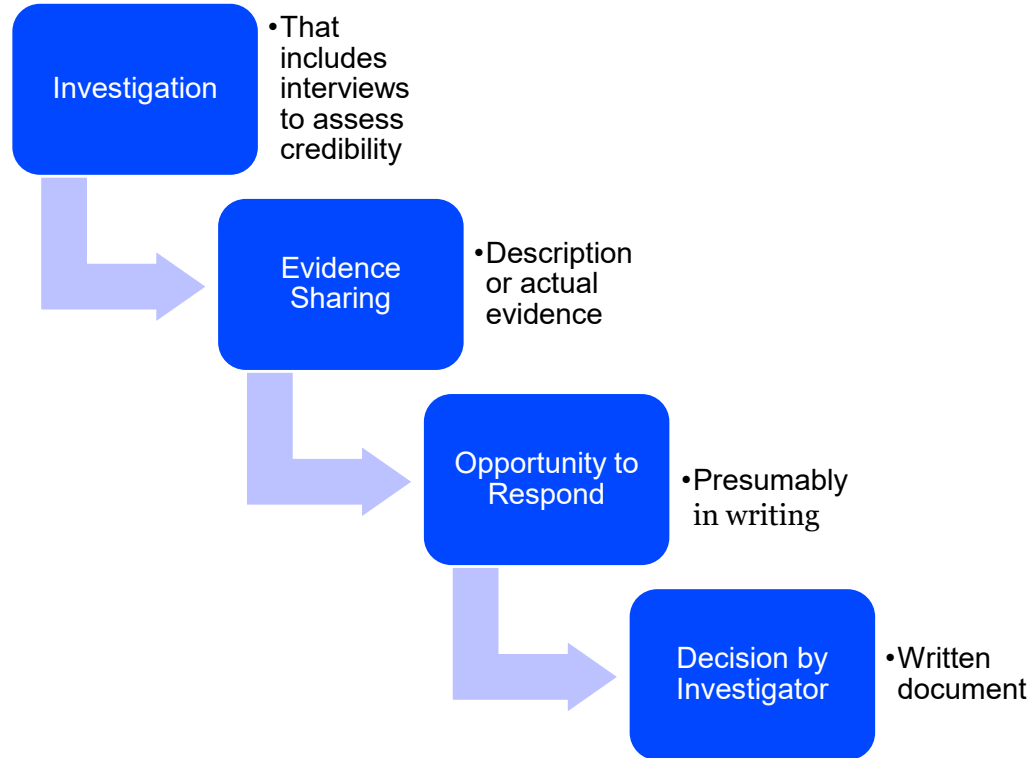 Investigation
•That
includes
interviews
to assess
credibility
Evidence
Sharing
•Description
or actual
evidence
Opportunity to
Respond
•Presumably
in writing
Decision by
Investigator
•Written
document